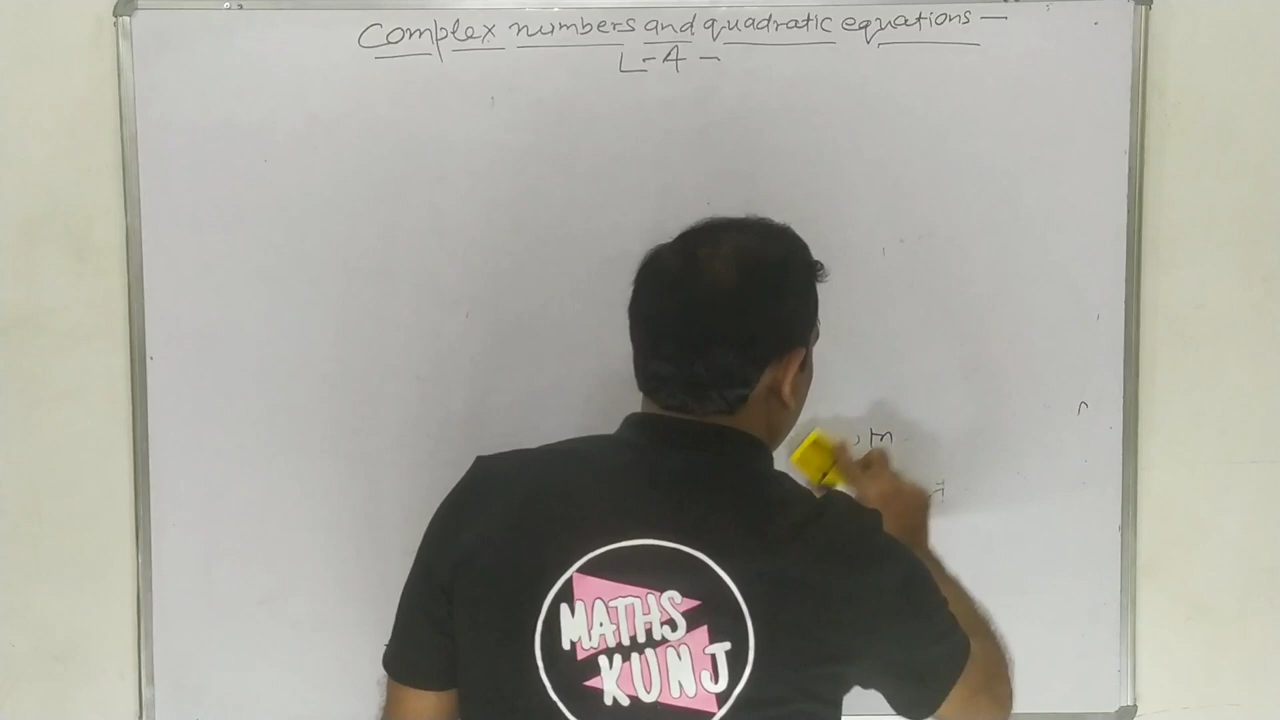 Complex numbers and quadratic equations —
L-4 —
, m
MATHS
KUNJ